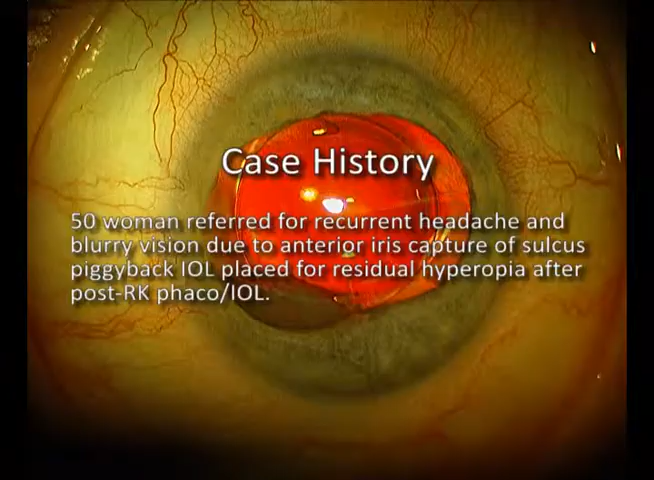 Case History
50 woman referred for recurrent headache and
blurry vision due to anterior iris capture of sulcus
piggyback IOL placed for residual hyperopia after
post-RK phaco/IOL.